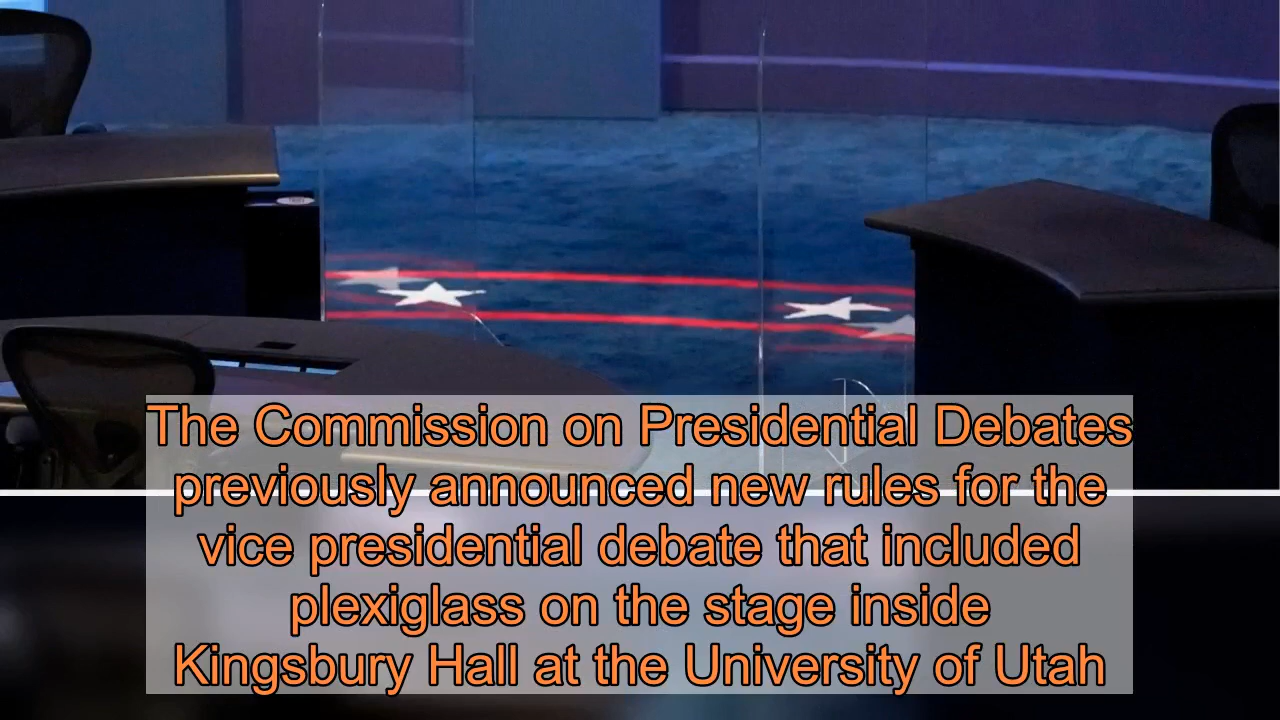 The Commission on Presidential Debates
previously announced new rules for the
vice presidential debate that included
plexiglass on the stage inside
Kingsbury Hall at the University of Utah